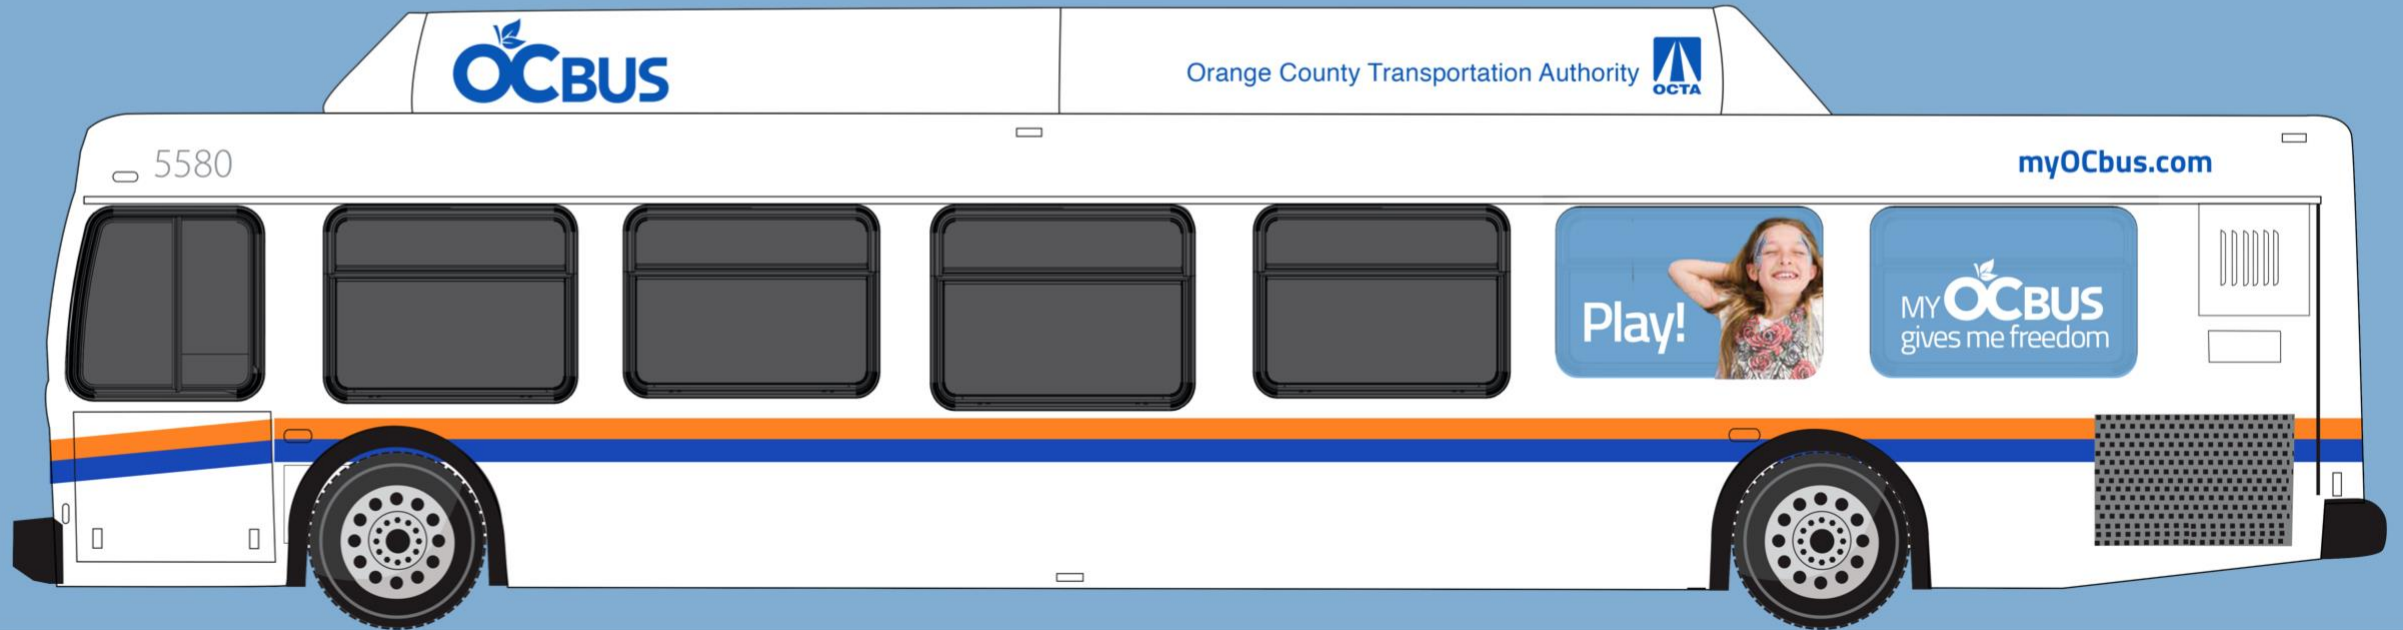 OCBUS
Orange County Transportation Authority
OCTA
5580
myOCbus.com
Play!
MY OCBUS
gives me freedom